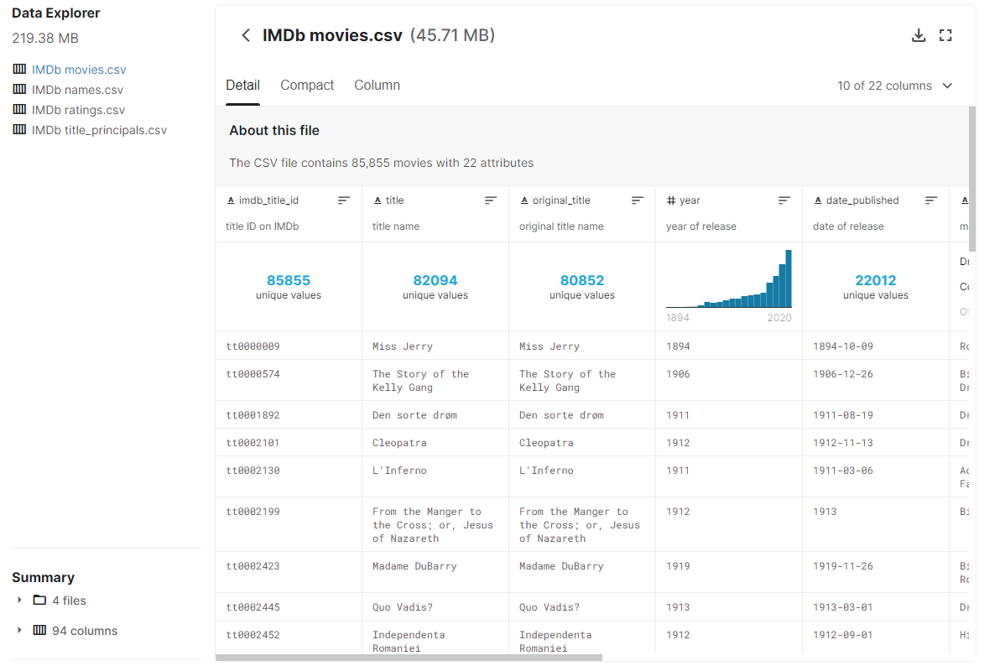 Data Explorer
219.38 MB
IMDb movies.csv
IMDb names.csv
IMDb ratings.csv
IMDb title_principals.csv
Summary
4 files
94 columns
IMDb movies.csv (45.71 MB)
Detail Compact Column 10 of 22 columns
About this file
The CSV file contains 85,855 movies with 22 attributes
A imdb_title_id A title A original_title # year A date_published A
title ID on IMDb title name original title name year of release date of release m
85855 82094 80852 22012
unique values unique values unique values unique values
1894 2020
tt0000009 Miss Jerry Miss Jerry 1894 1894-10-09 Ro
tt0000574 The Story of the The Story of the 1906 1906-12-26 Bi
Kelly Gang Kelly Gang Dr
tt0001892 Den sorte drøm Den sorte drøm 1911 1911-08-19 Dr
tt0002101 Cleopatra Cleopatra 1912 1912-11-13 Dr
tt0002130 L'Inferno L'Inferno 1911 1911-03-06 Ad
Fa
tt0002199 From the Manger to From the Manger to 1912 1913 Bi
the Cross; or, Jesus the Cross; or, Jesus
of Nazareth of Nazareth
tt0002423 Madame DuBarry Madame DuBarry 1919 1919-11-26 Bi
Ro
tt0002445 Quo Vadis? Quo Vadis? 1913 1913-03-01 Dr
tt0002452 Independenta Independenta 1912 1912-09-01 Hi
Romaniei Romaniei